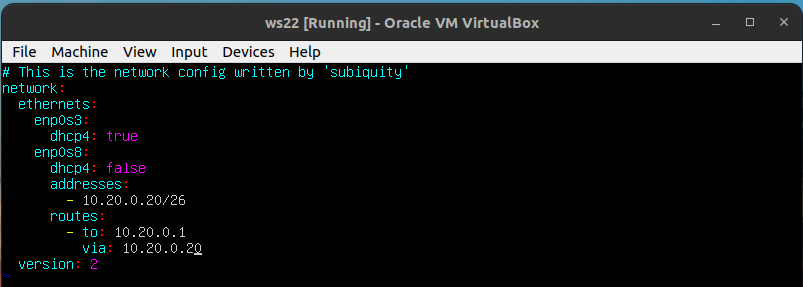 ws22 [Running] - Oracle VM VirtualBox
File Machine View Input Devices Help
# This is the network config written by 'subiquity'
network:
  ethernets:
    enp0s3:
      dhcp4: true
    enp0s8:
      dhcp4: false
      addresses:
        - 10.20.0.20/26
      routes:
        - to: 10.20.0.1
          via: 10.20.0.20
  version: 2
~